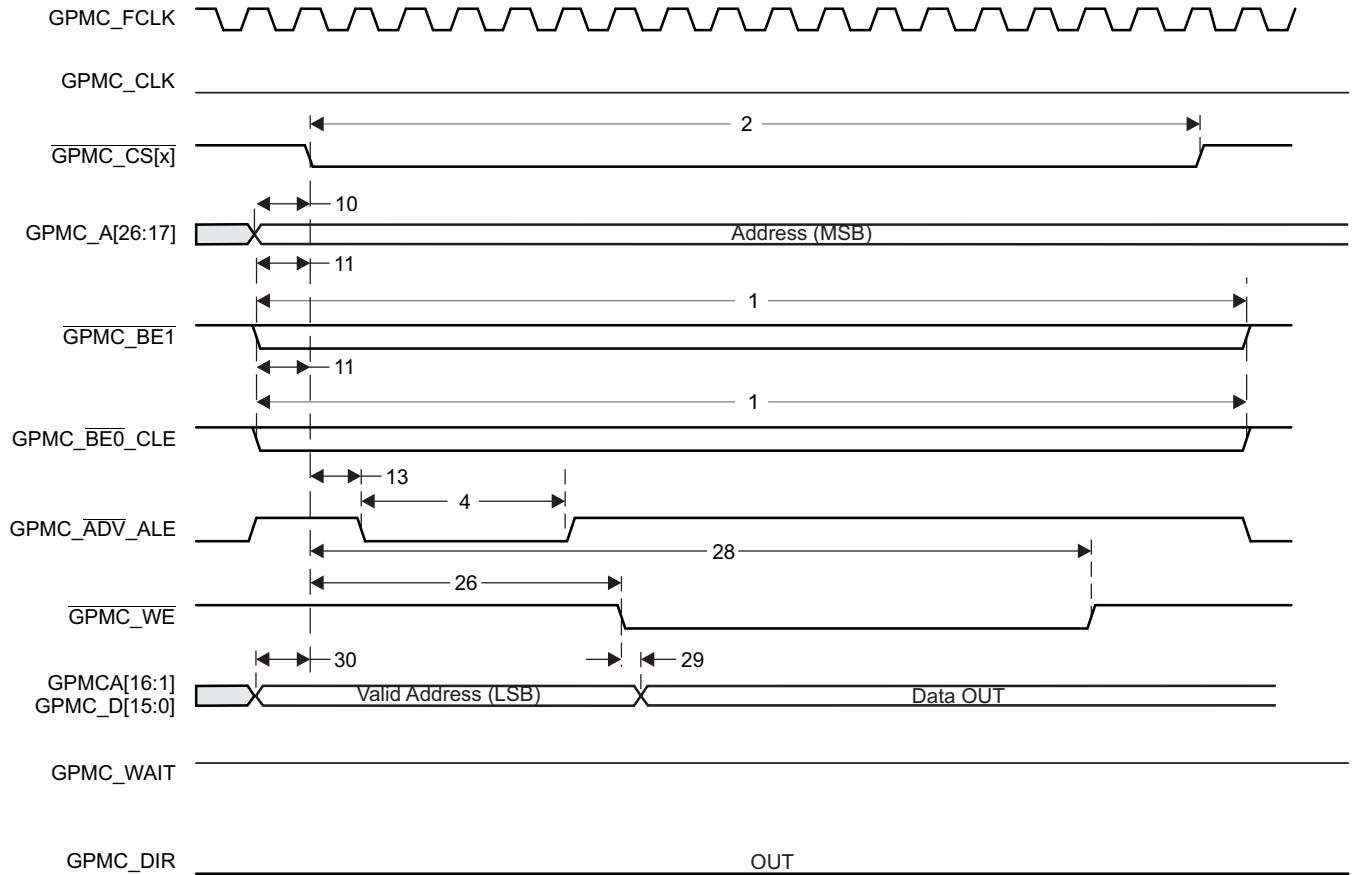 GPMC_FCLK
GPMC_CLK
2
GPMC_CS[x]
10
GPMC_A[26:17]
Address (MSB)
11
1
GPMC_BE1
11
1
GPMC_BE0_CLE
13
4
GPMC_ADV_ALE
28
26
GPMC_WE
30
29
GPMCA[16:1]
GPMC_D[15:0]
Valid Address (LSB)
Data OUT
GPMC_WAIT
GPMC_DIR
OUT